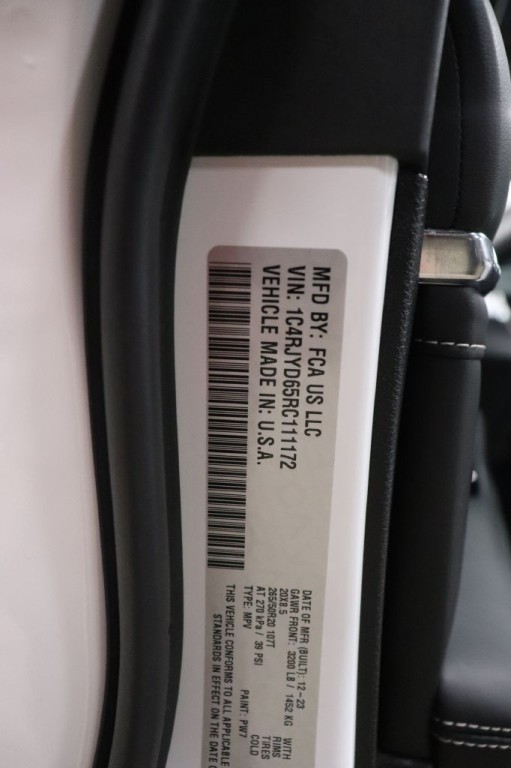 MFD BY: FCA US LLC
VIN: 1C4RJYD65RC111172
VEHICLE MADE IN: U.S.A.
DATE OF MFR (BUILT): 12-23
GAWR FRONT: 3200 LB / 1452 KG WITH
20X8.5 RIMS
265/50R20 107T TIRES
AT 270 kPa / 39 PSI COLD
TYPE: MPV PAINT: PW7
THIS VEHICLE CONFORMS TO ALL APPLICABLE
STANDARDS IN EFFECT ON THE DATE